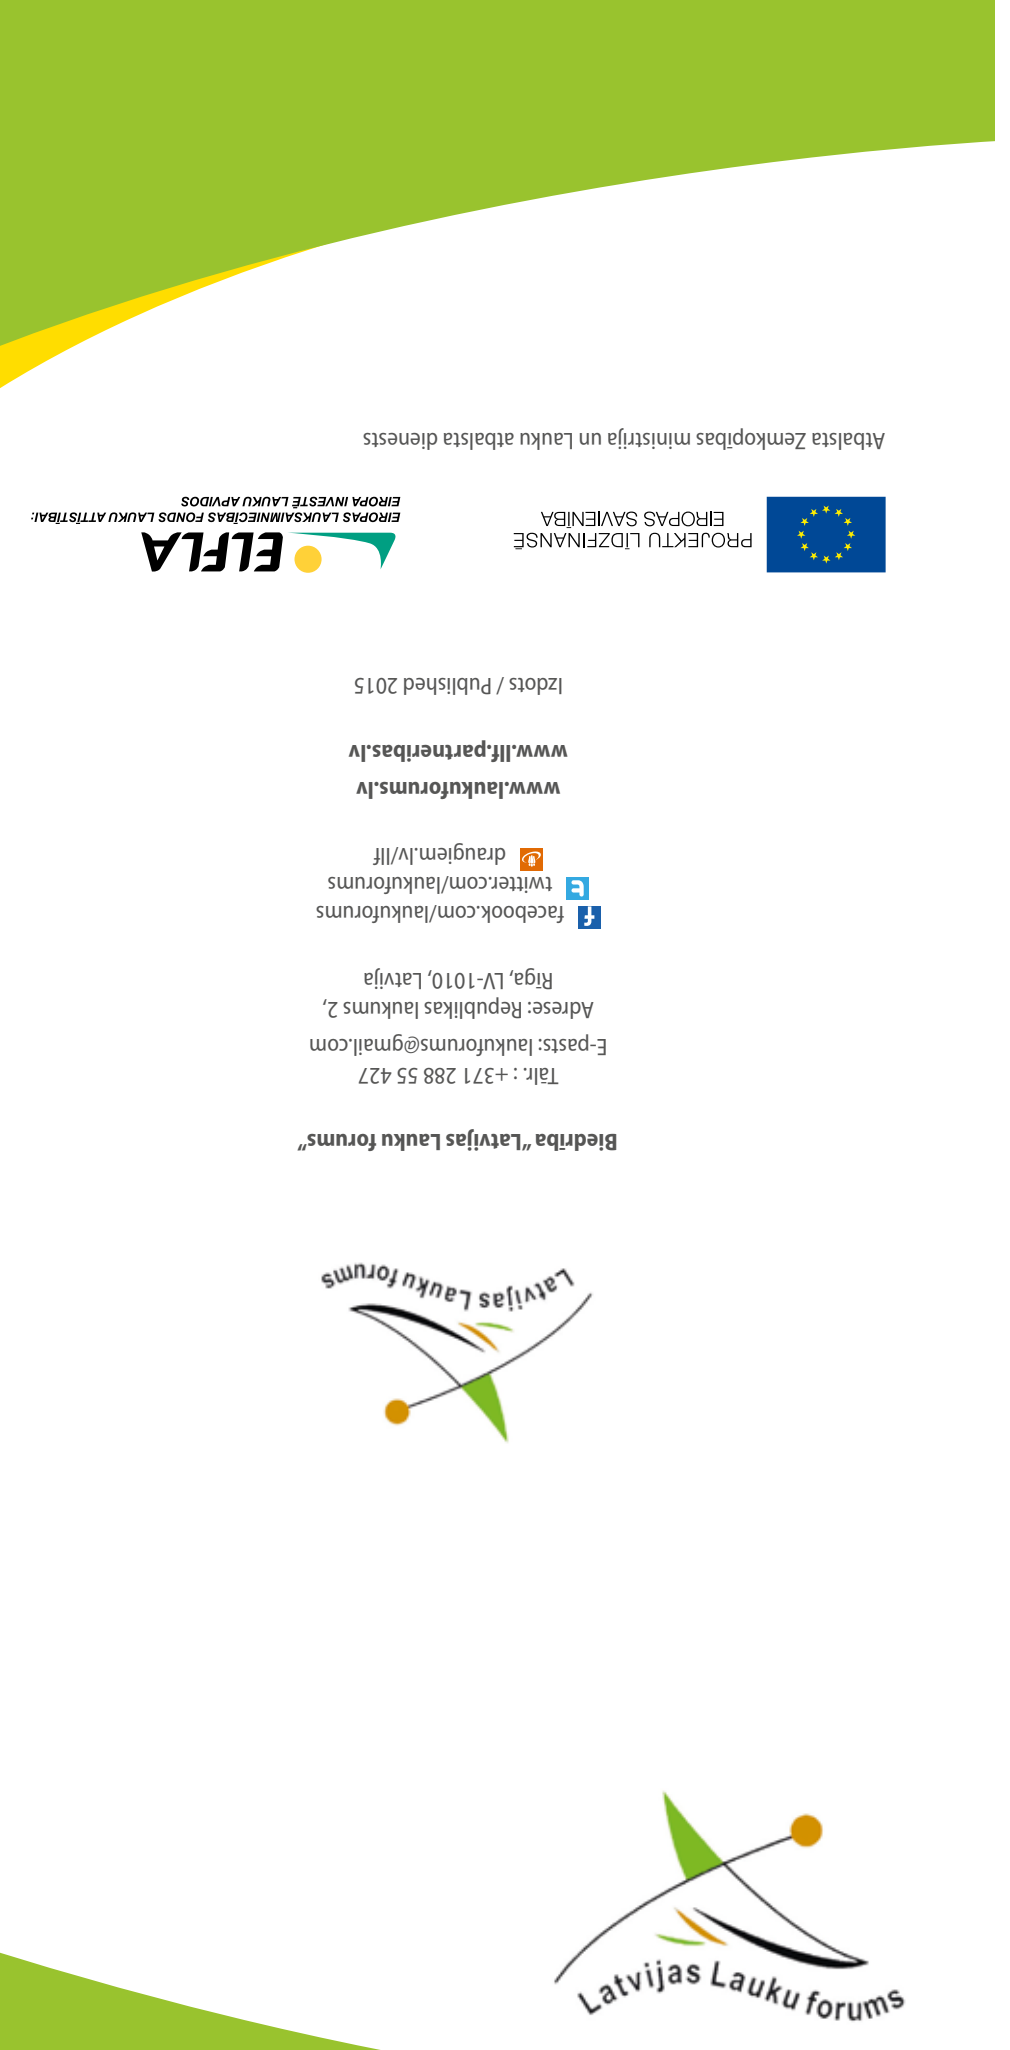 Latvijas Lauku forums
Biedrība “Latvijas Lauku forums“
Tālr. : +371 288 55 427
E-pasts: laukuforums@gmail.com
Adrese: Republikas laukums 2,
Rīga, LV-1010, Latvija
facebook.com/laukuforums
twitter.com/laukuforums
draugiem.lv/llf
www.laukuforums.lv
www.llf.partneribas.lv
Izdots / Published 2015
PROJEKTU LĪDZFINANSĒ
EIROPAS SAVIENĪBA
ELFLA
EIROPAS LAUKSAIMNIECĪBAS FONDS LAUKU ATTĪSTĪBAI:
EIROPA INVESTĒ LAUKU APVIDOS
Atbalsta Zemkopības ministrija un Lauku atbalsta dienests
Latvijas Lauku forums